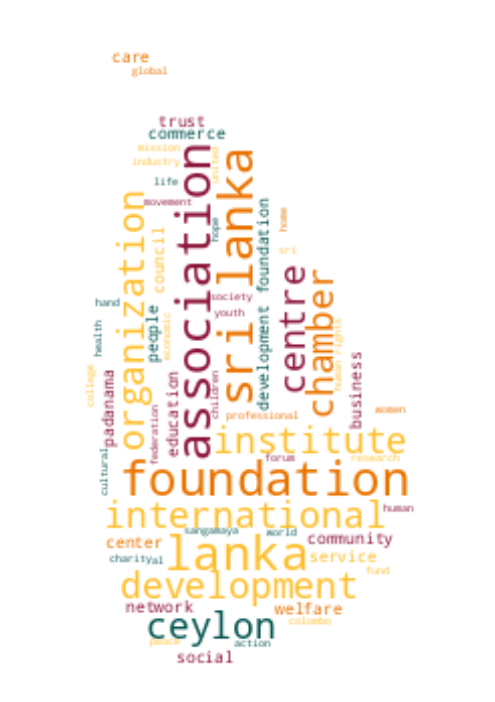 care
global
trust
commerce
mission
industry
united
life
association
sri lanka
movement
organization
hope
development foundation
home
council
sri
centre
chamber
society
hand
people
youth
economic
health
human rights
business
college
padanama
education
children
federation
professional
women
institute
cultural
forum
research
foundation
international
human
sangamaya
world
center
lanka
community
charity
al
service
development
fund
network
welfare
ceylon
colombo
peace
action
social